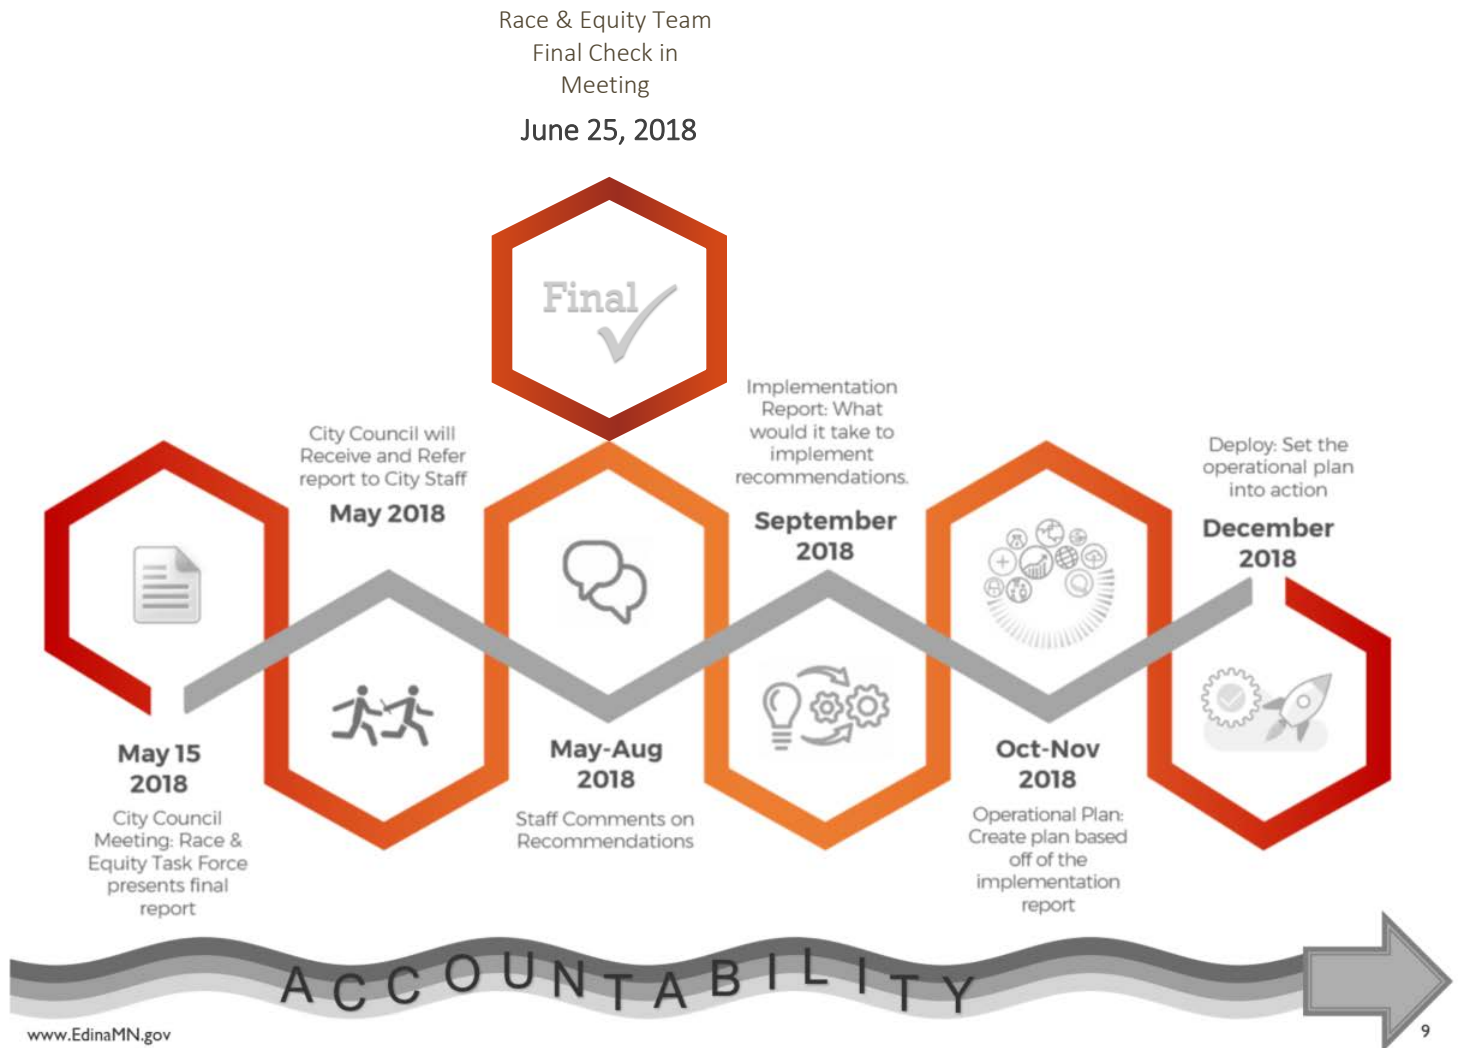 Race & Equity Team
Final Check in
Meeting
June 25, 2018
Final
May 15
2018
City Council
Meeting: Race &
Equity Task Force
presents final
report
City Council will
Receive and Refer
report to City Staff
May 2018
May-Aug
2018
Staff Comments on
Recommendations
Implementation
Report: What
would it take to
implement
recommendations.
September
2018
Oct-Nov
2018
Operational Plan:
Create plan based
off of the
implementation
report
Deploy: Set the
operational plan
into action
December
2018
ACCOUNTABILITY
www.EdinaMN.gov
9